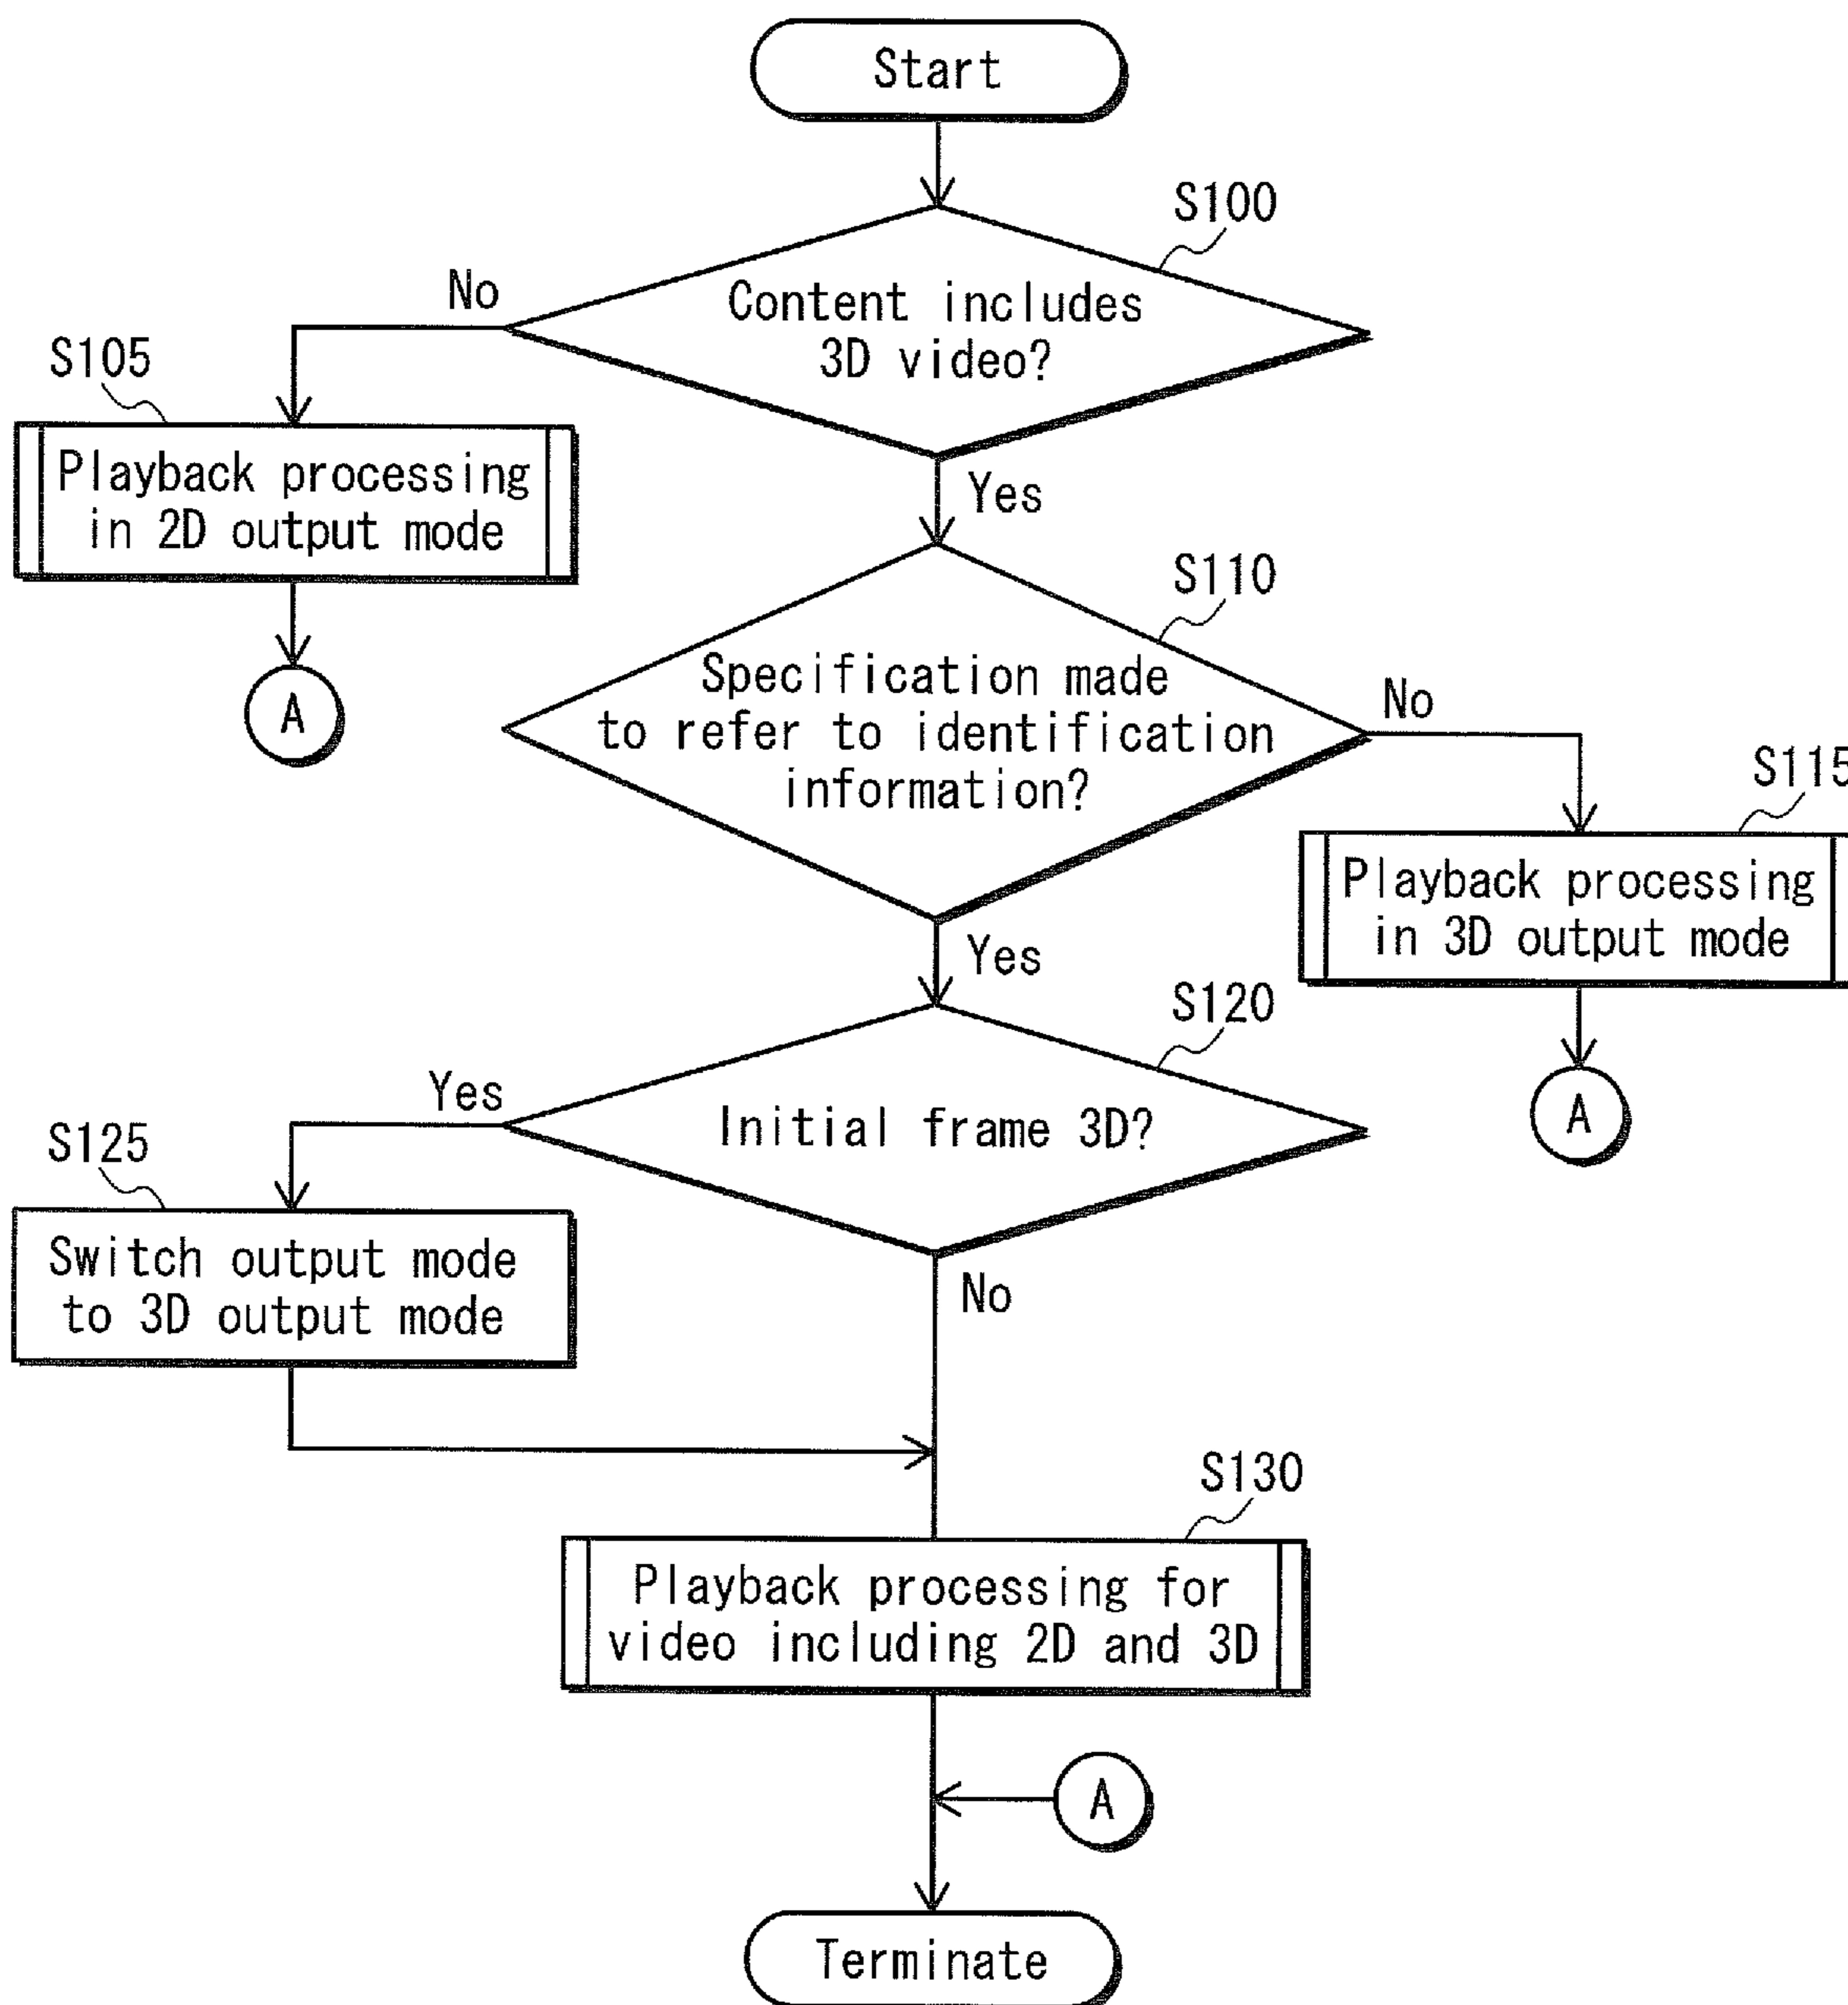 Start
S100
Content includes
3D video?
No
S105
Playback processing
in 2D output mode
A
Yes
S110
Specification made
to refer to identification
information?
No
S115
Playback processing
in 3D output mode
A
Yes
S120
Initial frame 3D?
Yes
S125
Switch output mode
to 3D output mode
No
S130
Playback processing for
video including 2D and 3D
A
Terminate